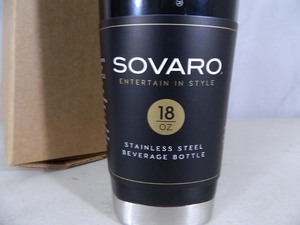 SOVARO
ENTERTAIN IN STYLE
18
OZ
STAINLESS STEEL
BEVERAGE BOTTLE